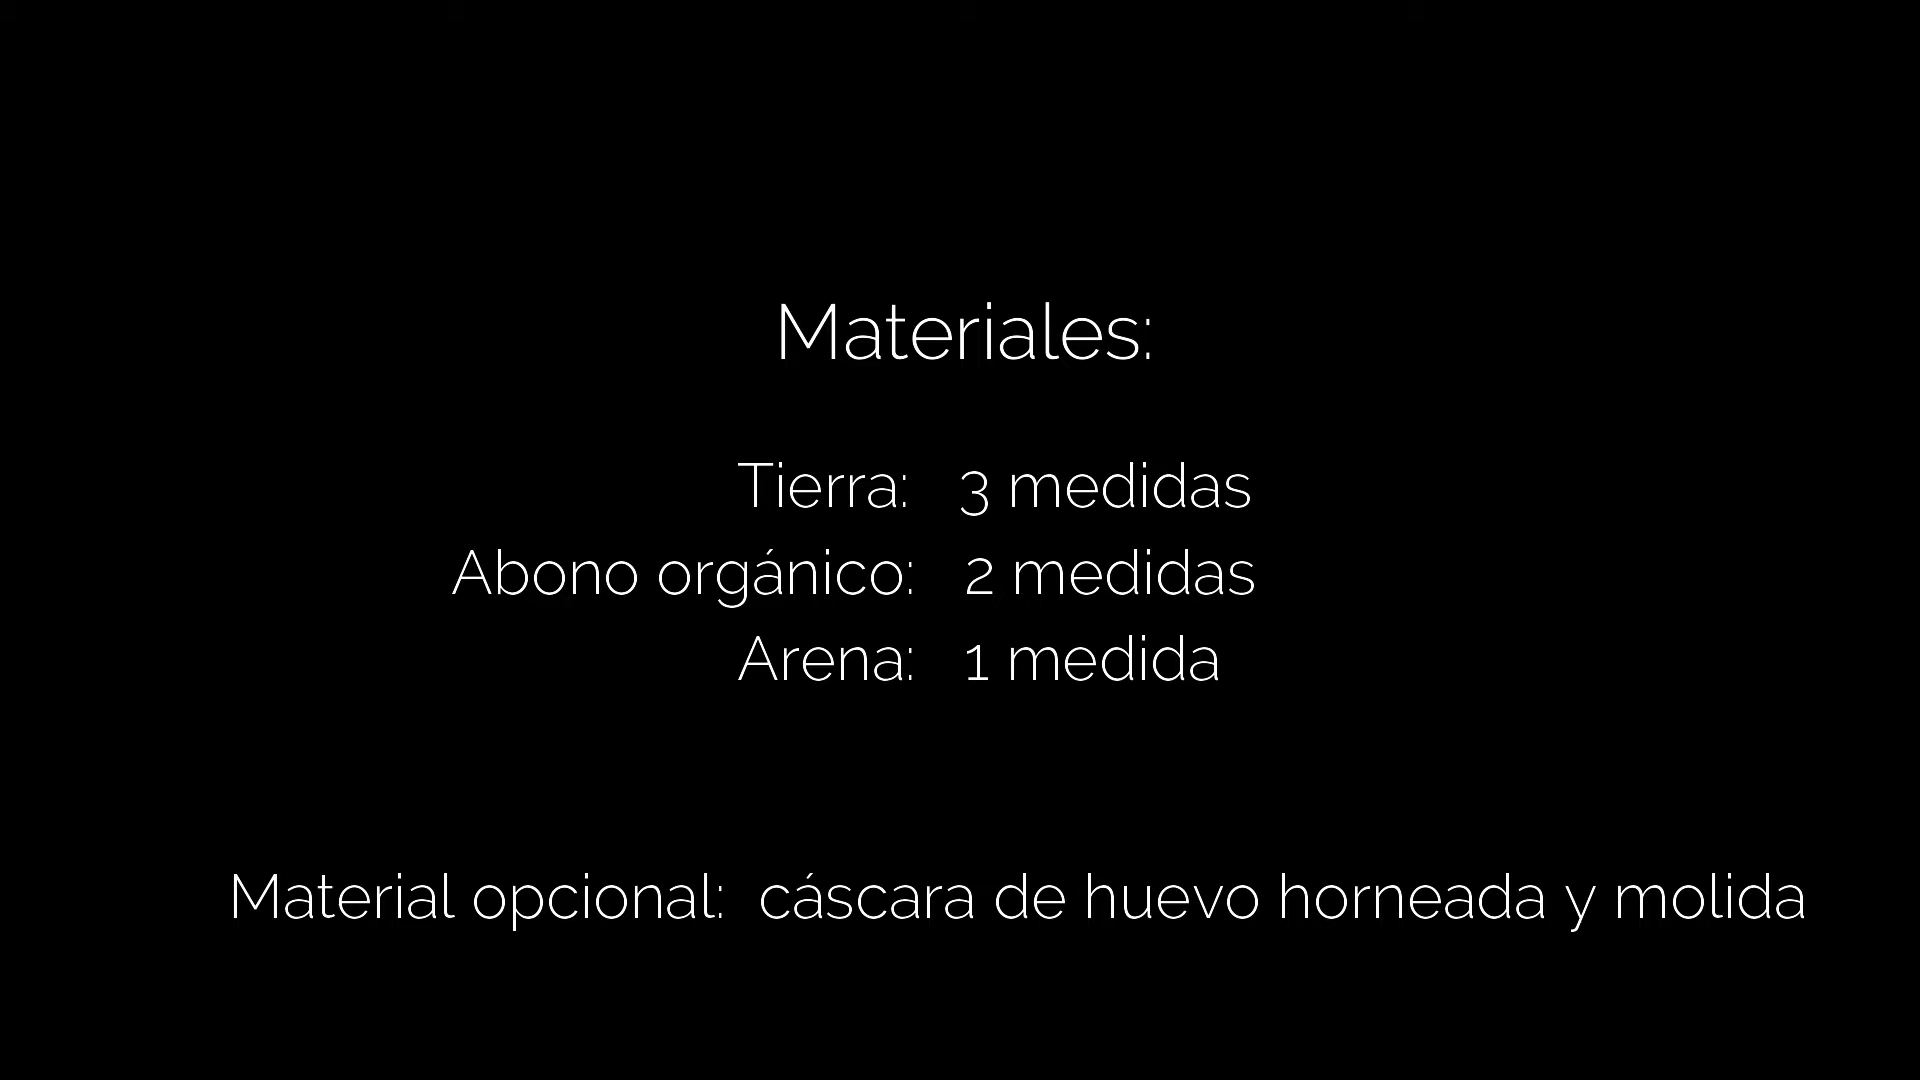 Materiales:
Tierra: 3 medidas
Abono orgánico: 2 medidas
Arena: 1 medida
Material opcional: cáscara de huevo horneada y molida